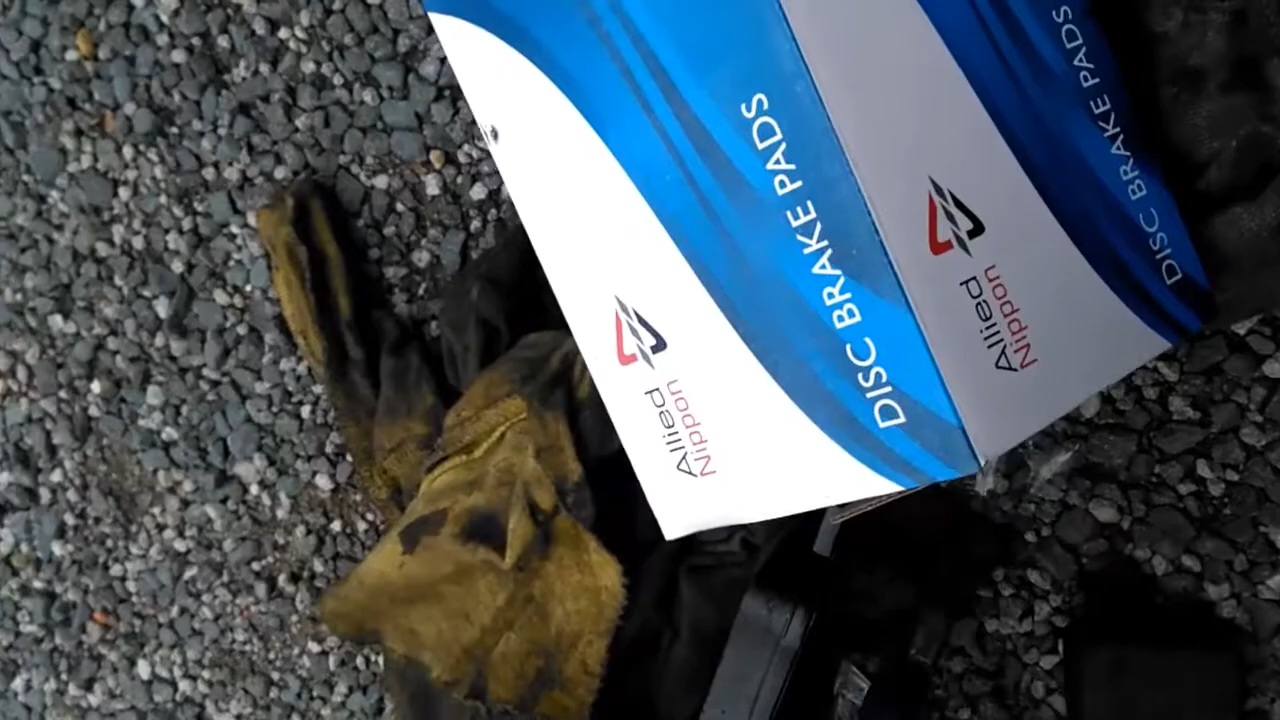 DISC BRAKE PADS
Allied
Nippon
DISC BRAKE PADS
Allied
Nippon